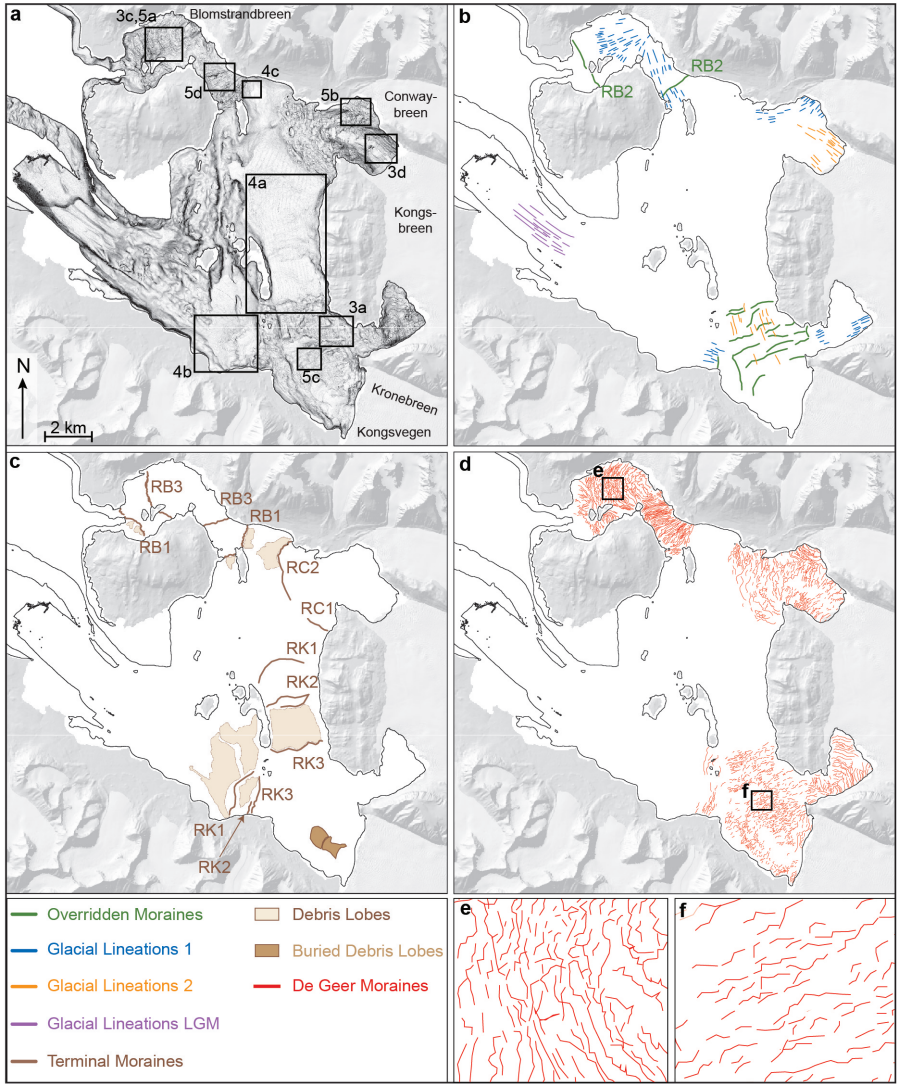 a
3c,5a
Blomstrandbreen
5d
4c
5b
Conway-
breen
3d
4a
Kongs-
breen
3a
4b
5c
Kronebreen
Kongsvegen
N
2 km
b
RB2
RB2
c
RB3
RB3
RB1
RB1
RC2
RC1
RK1
RK2
RK3
RK3
RK1
RK2
d
e
f
Overridden Moraines
Glacial Lineations 1
Glacial Lineations 2
Glacial Lineations LGM
Terminal Moraines
Debris Lobes
Buried Debris Lobes
De Geer Moraines
e
f